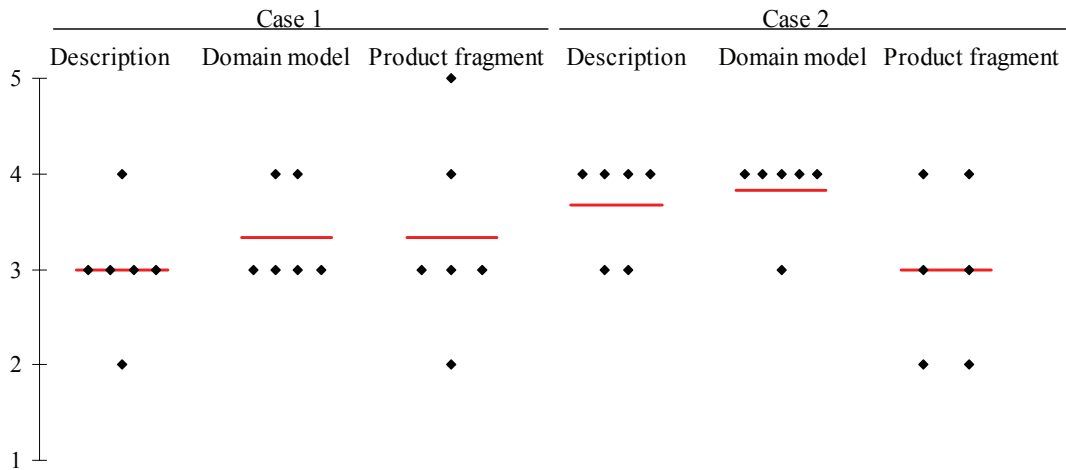 Case 1 Case 2
Description Domain model Product fragment Description Domain model Product fragment
5
4
3
2
1